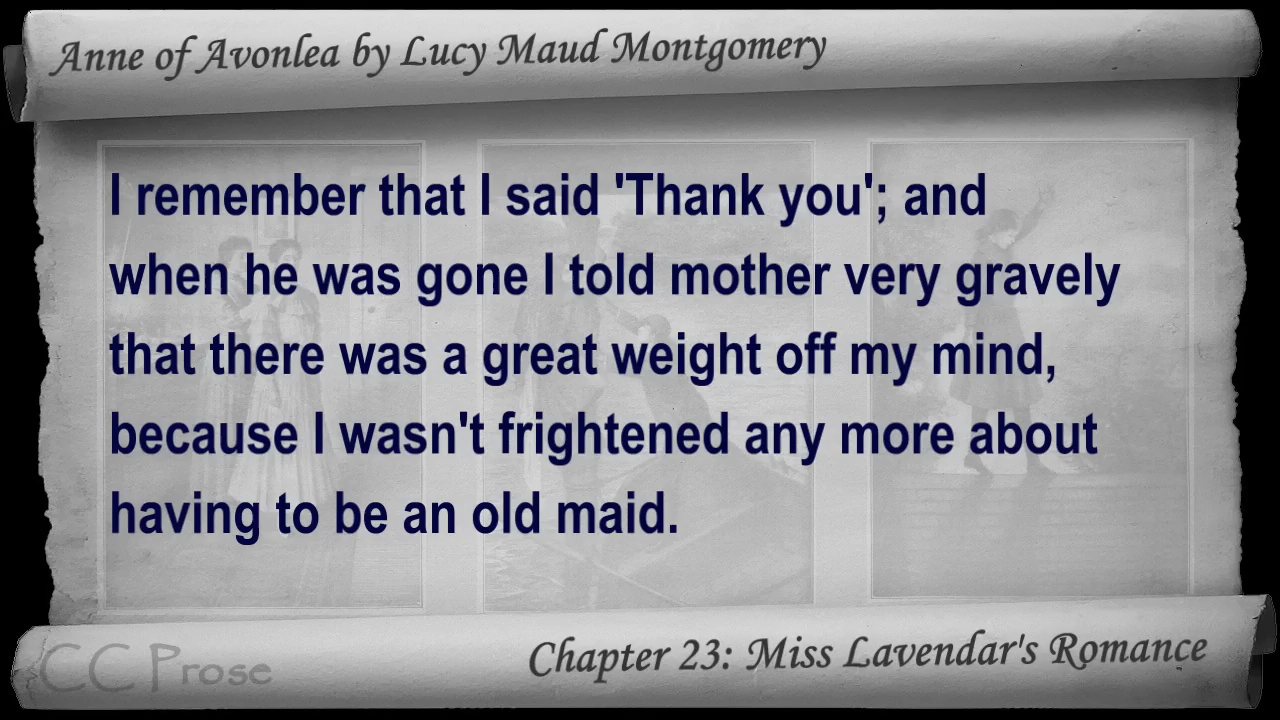 Anne of Avonlea by Lucy Maud Montgomery
I remember that I said 'Thank you'; and
when he was gone I told mother very gravely
that there was a great weight off my mind,
because I wasn't frightened any more about
having to be an old maid.
CC Prose
Chapter 23: Miss Lavendar's Romance